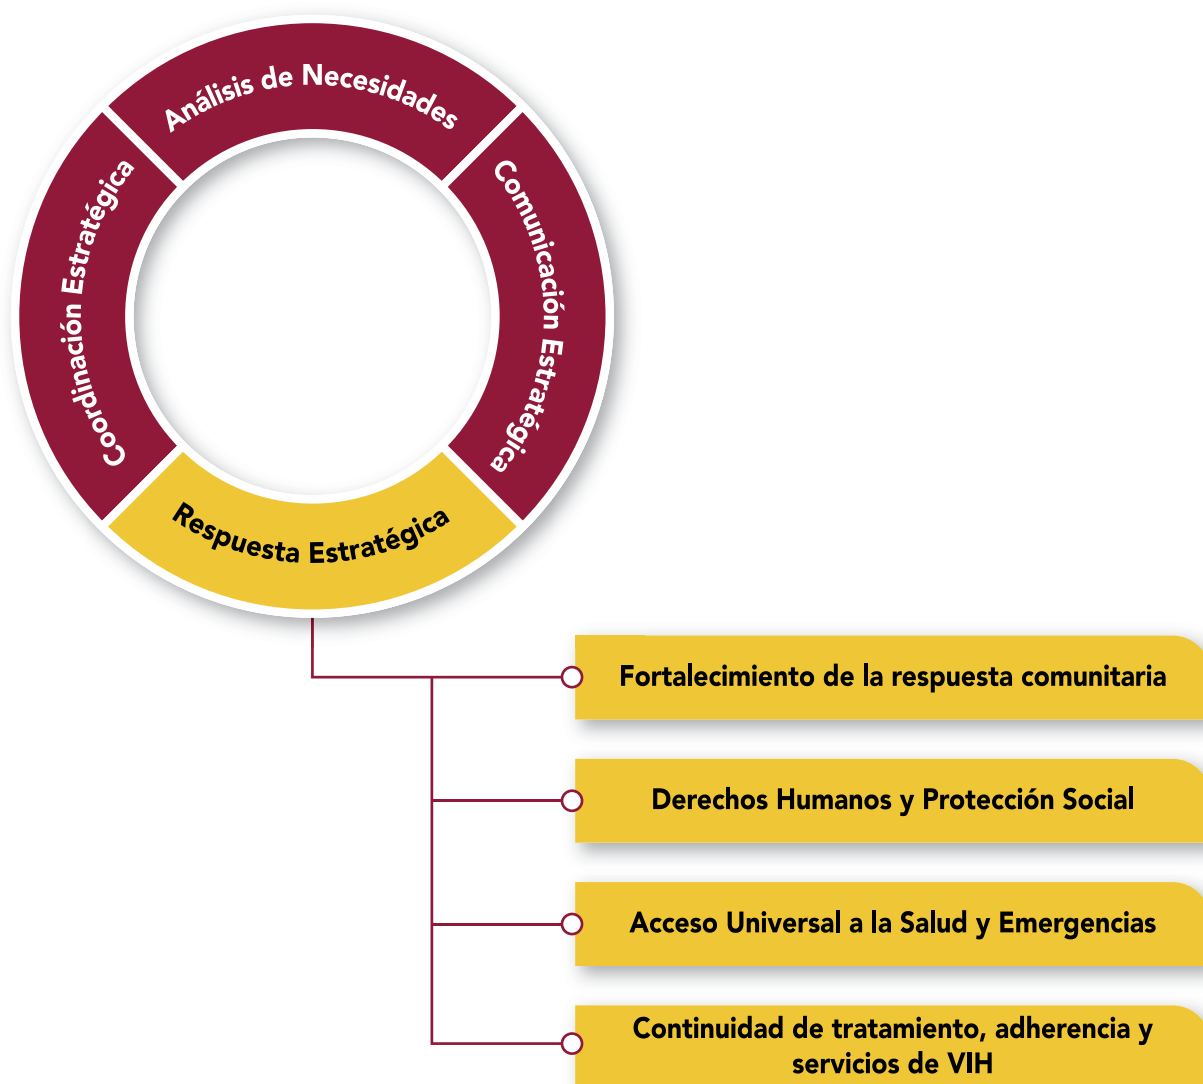 Análisis de Necesidades
Coordinación Estratégica
Comunicación Estratégica
Respuesta Estratégica
Fortalecimiento de la respuesta comunitaria
Derechos Humanos y Protección Social
Acceso Universal a la Salud y Emergencias
Continuidad de tratamiento, adherencia y
servicios de VIH